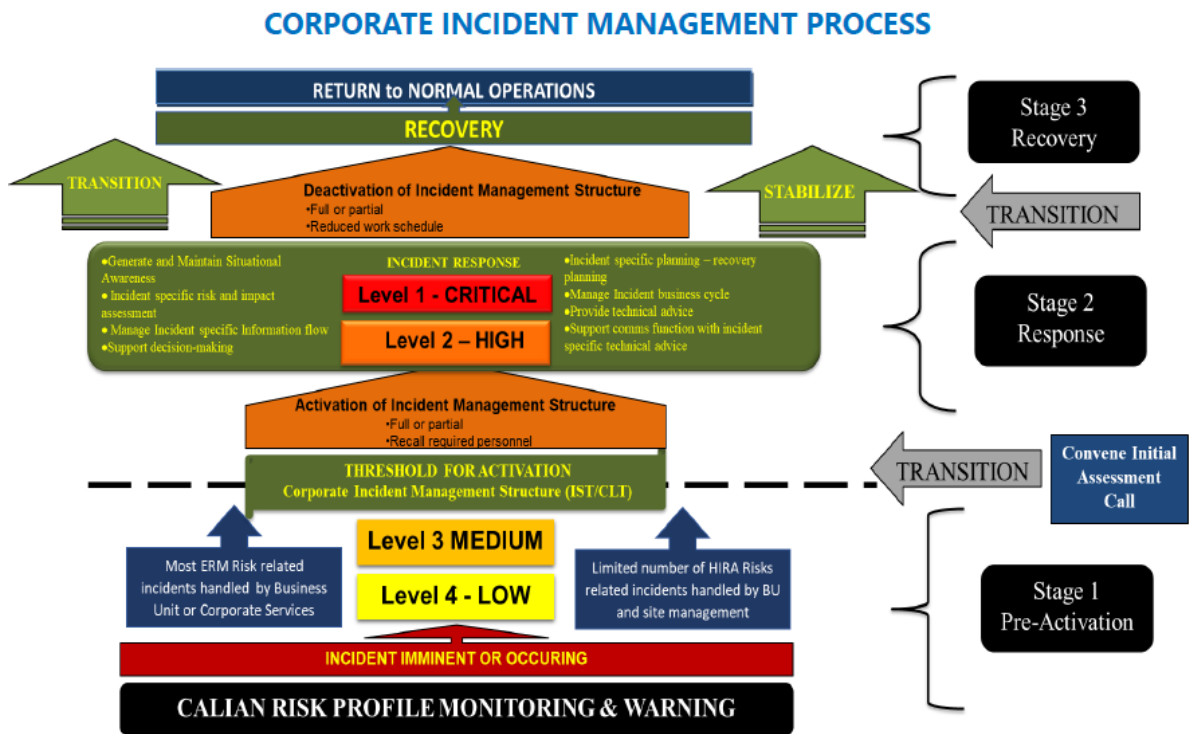 CORPORATE INCIDENT MANAGEMENT PROCESS
RETURN to NORMAL OPERATIONS
RECOVERY
Stage 3
Recovery
TRANSITION
Deactivation of Incident Management Structure
•Full or partial
•Reduced work schedule
STABILIZE
TRANSITION
●Generate and Maintain Situational
Awareness
● Incident specific risk and impact
assessment
● Manage Incident specific Information flow
●Support decision-making
INCIDENT RESPONSE
Level 1 - CRITICAL
Level 2 – HIGH
●Incident specific planning – recovery
planning
●Manage Incident business cycle
●Provide technical advice
●Support comms function with incident
specific technical advice
Stage 2
Response
Activation of Incident Management Structure
•Full or partial
•Recall required personnel
THRESHOLD FOR ACTIVATION
Corporate Incident Management Structure (IST/CLT)
TRANSITION
Convene Initial
Assessment
Call
Most ERM Risk related
incidents handled by Business
Unit or Corporate Services
Level 3 MEDIUM
Level 4 - LOW
Limited number of HIRA Risks
related incidents handled by BU
and site management
Stage 1
Pre-Activation
INCIDENT IMMINENT OR OCCURING
CALIAN RISK PROFILE MONITORING & WARNING